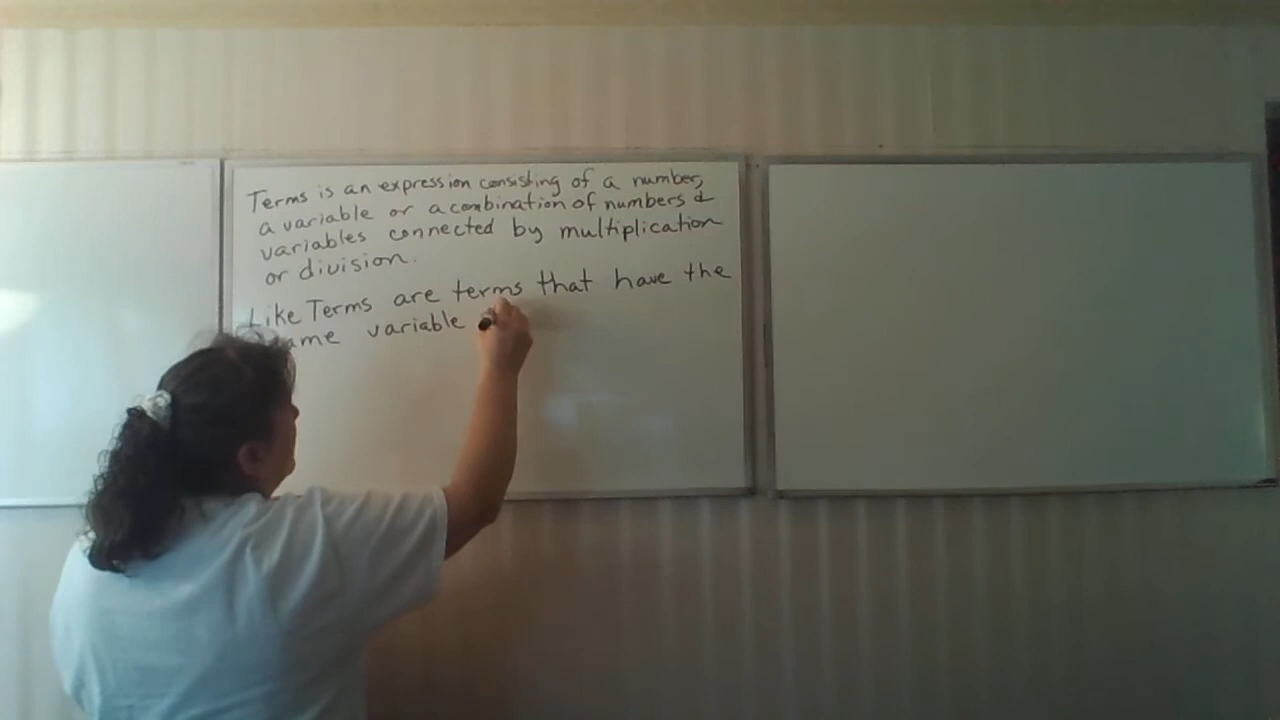 Terms is an expression consisting of a number,
a variable or a combination of numbers &
variables connected by multiplication
or division.
Like Terms are terms that have the
same variable